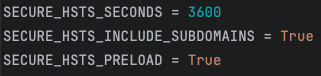 SECURE_HSTS_SECONDS = 3600
SECURE_HSTS_INCLUDE_SUBDOMAINS = True
SECURE_HSTS_PRELOAD = True